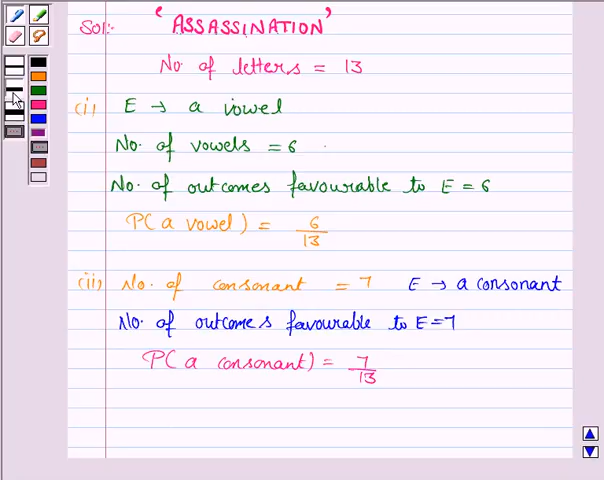 Sol:- 'ASSASSINATION'
No. of letters = 13
(i) E → a vowel
No. of vowels = 6
No. of outcomes favourable to E = 6
P(a vowel) = 6/13
(ii) No. of consonant = 7 E → a consonant
No. of outcomes favourable to E = 7
P(a consonant) = 7/13